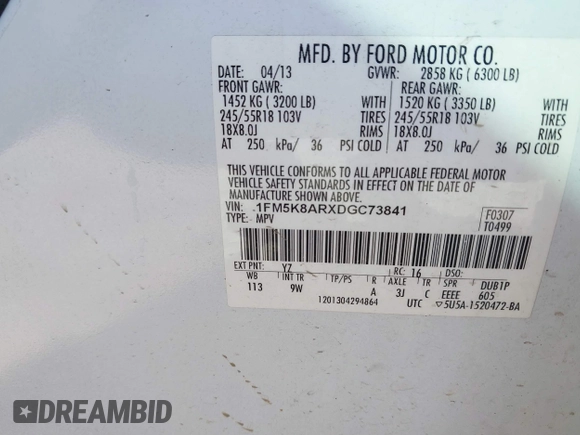 MFD. BY FORD MOTOR CO.
DATE: 04/13 GVWR: 2858 KG ( 6300 LB)
FRONT GAWR: REAR GAWR:
1452 KG ( 3200 LB) WITH 1520 KG ( 3350 LB) WITH
245/55R18 103V TIRES 245/55R18 103V TIRES
18X8.0J RIMS 18X8.0J RIMS
AT 250 kPa/ 36 PSI COLD AT 250 kPa/ 36 PSI COLD
THIS VEHICLE CONFORMS TO ALL APPLICABLE FEDERAL MOTOR
VEHICLE SAFETY STANDARDS IN EFFECT ON THE DATE OF
MANUFACTURE SHOWN ABOVE.
VIN: 1FM5K8ARXDGC73841 F0307
TYPE: MPV T0499
EXT PNT: YZ RC: 16 DSO:
WB INT TR TP/PS R AXLE TR SPR DUB1P
113 9W A 3J C EEEE 605
1201304294864 UTC 5U5A-1520472-BA
DREAMBID